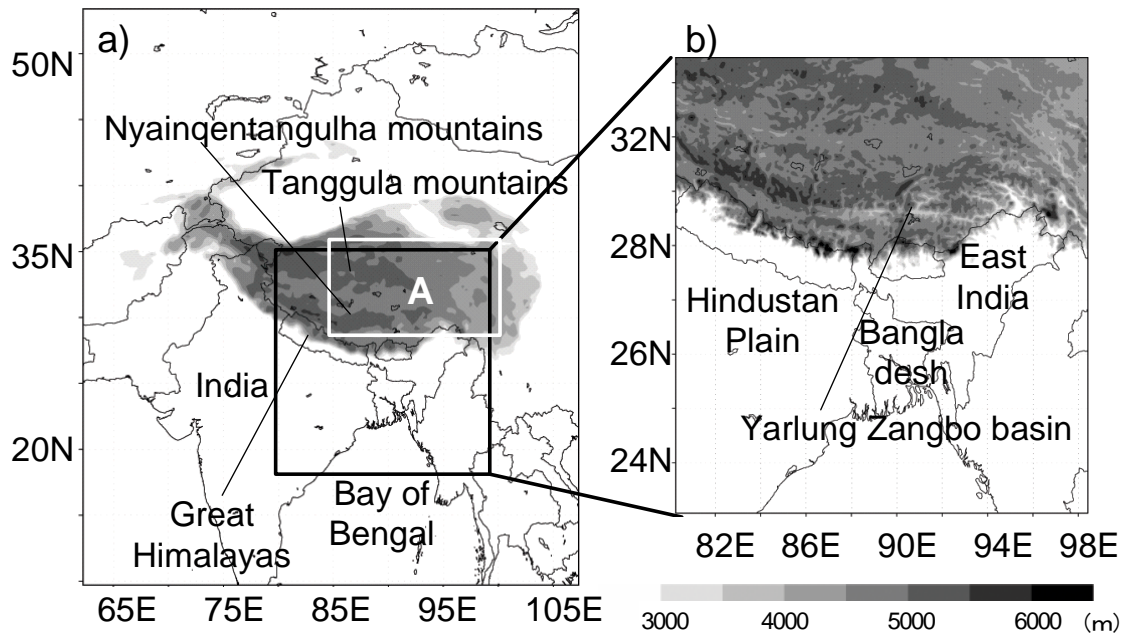 a)
50N
Nyainqentangulha mountains
Tanggula mountains
35N
A
India
20N
Great
Himalayas
Bay of
Bengal
65E 75E 85E 95E 105E
b)
32N
28N
East
India
Hindustan
Plain
Bangla
desh
26N
Yarlung Zangbo basin
24N
82E 86E 90E 94E 98E
3000 4000 5000 6000 (m)